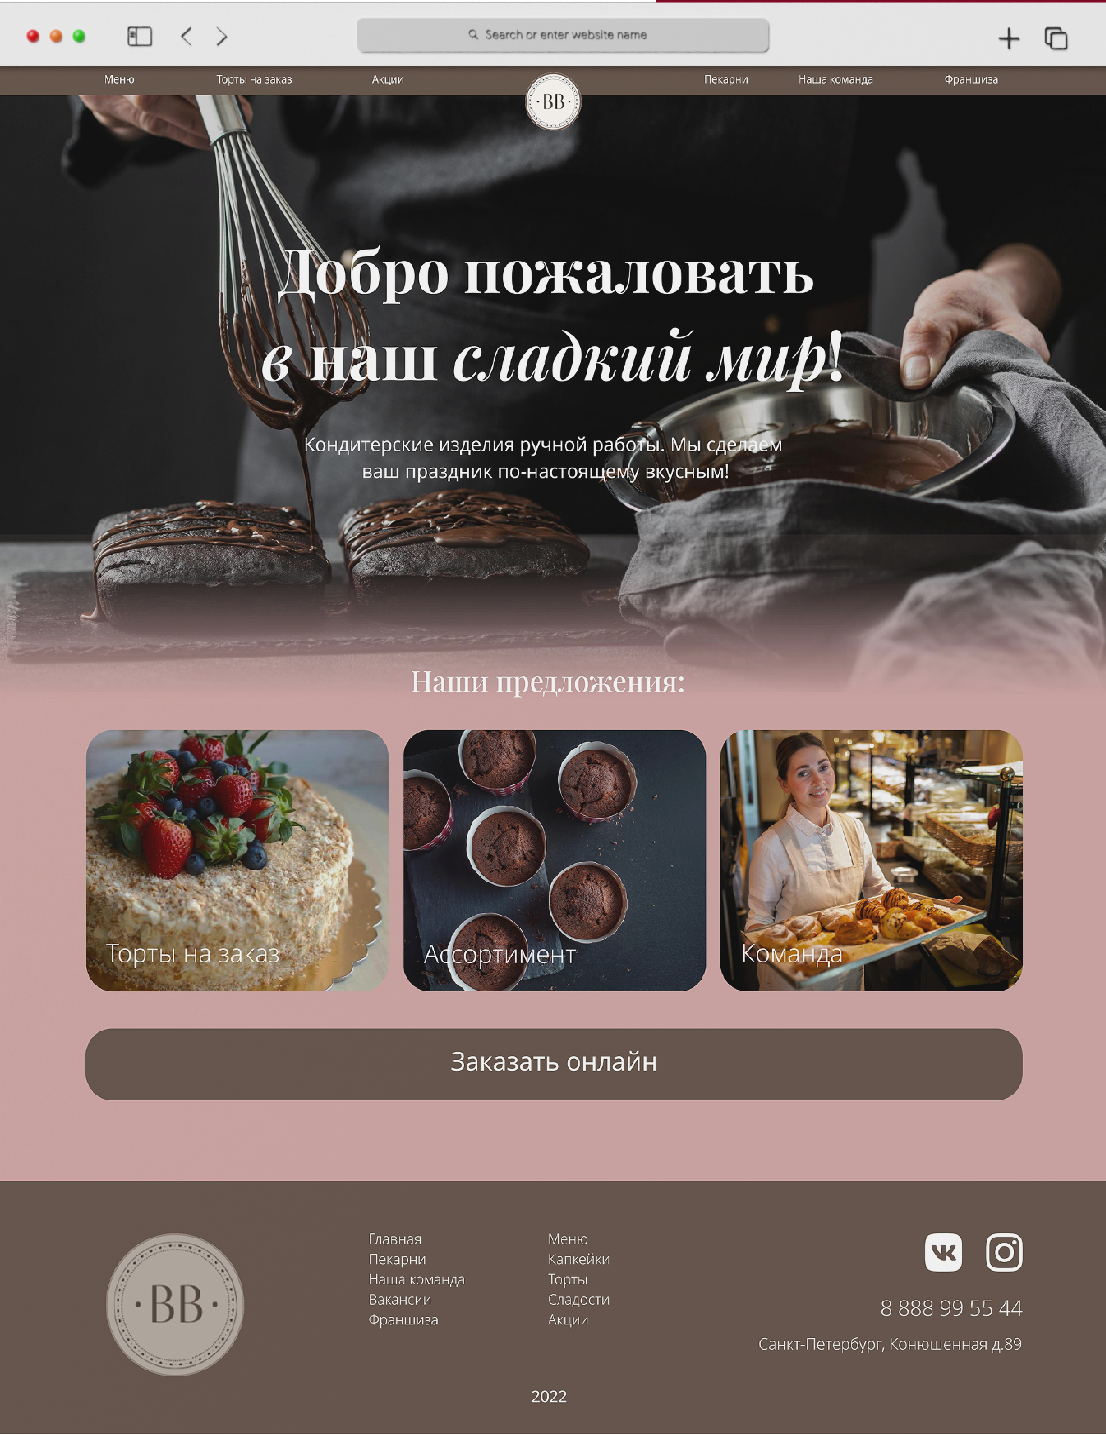 Search or enter website name
Меню
Торты на заказ
Акции
·BB·
Пекарни
Наша команда
Франшиза
Добро пожаловать
в наш сладкий мир!
Кондитерские изделия ручной работы. Мы сделаем
ваш праздник по-настоящему вкусным!
Наши предложения:
Торты на заказ
Ассортимент
Команда
Заказать онлайн
·BB·
Главная
Пекарни
Наша команда
Вакансии
Франшиза
Меню
Капкейки
Торты
Сладости
Акции
8 888 99 55 44
Санкт-Петербург, Конюшенная д.89
2022